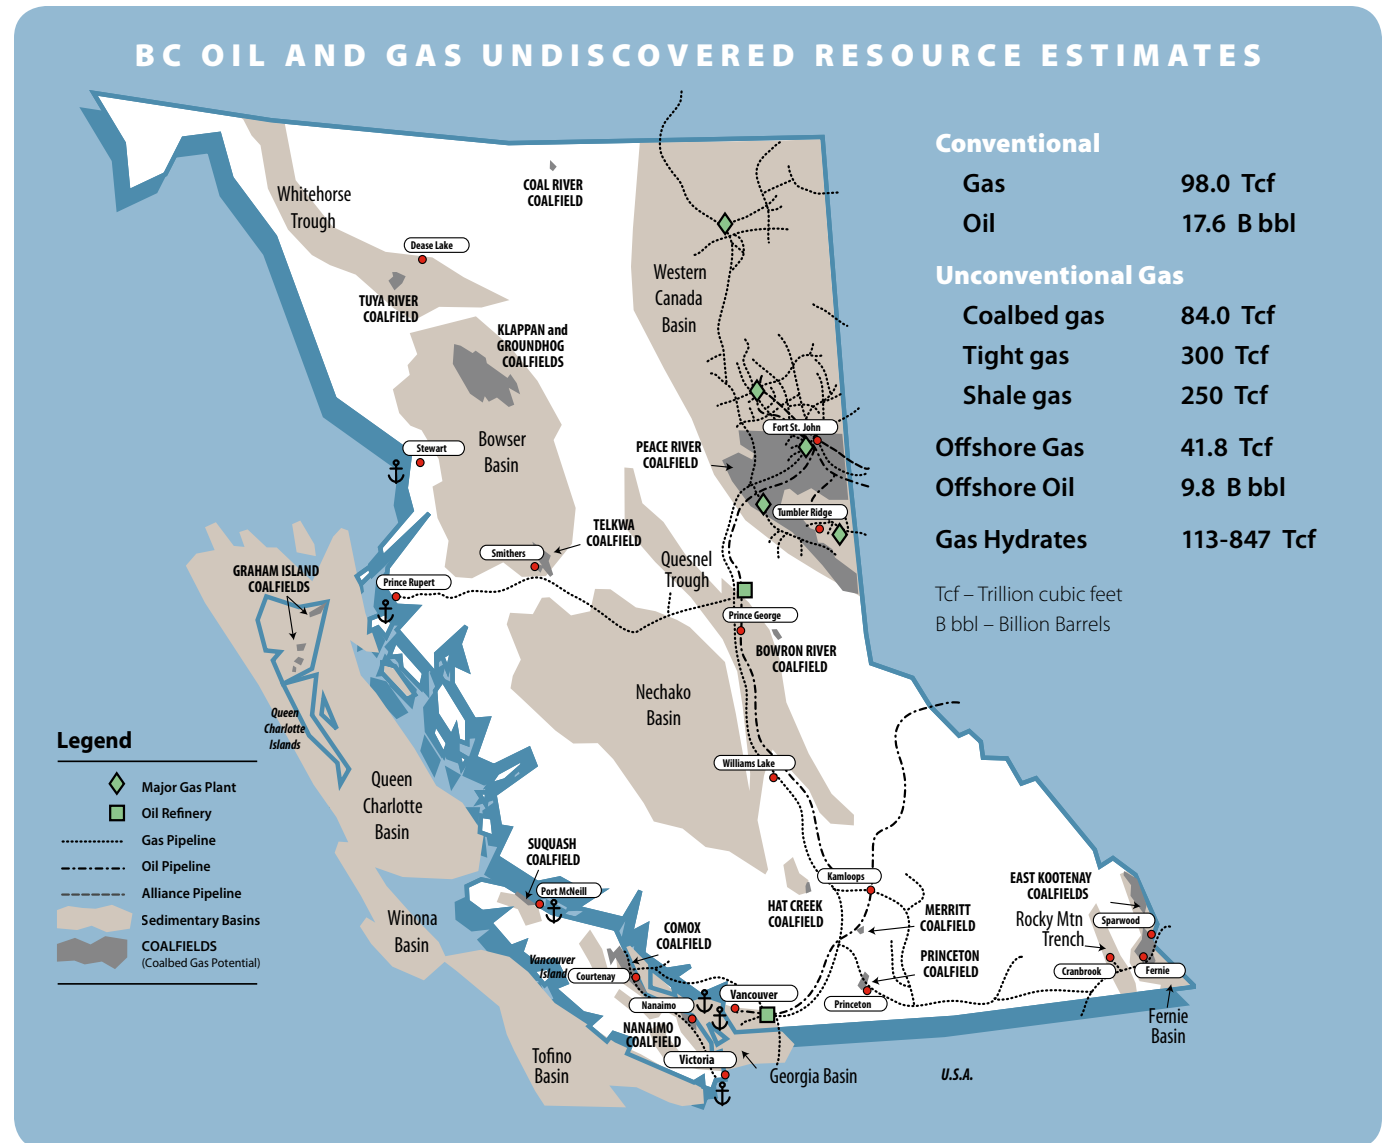 BC OIL AND GAS UNDISCOVERED RESOURCE ESTIMATES
Conventional
Gas 98.0 Tcf
Oil 17.6 B bbl
Unconventional Gas
Coalbed gas 84.0 Tcf
Tight gas 300 Tcf
Shale gas 250 Tcf
Offshore Gas 41.8 Tcf
Offshore Oil 9.8 B bbl
Gas Hydrates 113-847 Tcf
Tcf – Trillion cubic feet
B bbl – Billion Barrels
Whitehorse
Trough
COAL RIVER
COALFIELD
Dease Lake
TUYA RIVER
COALFIELD
Western
Canada
Basin
KLAPPAN and
GROUNDHOG
COALFIELDS
Bowser
Basin
Stewart
PEACE RIVER
COALFIELD
Fort St. John
Tumbler Ridge
TELKWA
COALFIELD
Smithers
Quesnel
Trough
GRAHAM ISLAND
COALFIELDS
Prince Rupert
Prince George
BOWRON RIVER
COALFIELD
Nechako
Basin
Queen
Charlotte
Islands
Queen
Charlotte
Basin
Williams Lake
SUQUASH
COALFIELD
Port McNeill
Winona
Basin
Kamloops
HAT CREEK
COALFIELD
MERRITT
COALFIELD
EAST KOOTENAY
COALFIELDS
Rocky Mtn
Trench
Sparwood
Cranbrook
Fernie
Fernie
Basin
COMOX
COALFIELD
Vancouver
Island
Courtenay
PRINCETON
COALFIELD
Princeton
Vancouver
Nanaimo
NANAIMO
COALFIELD
Victoria
Tofino
Basin
Georgia Basin
U.S.A.
Legend
Major Gas Plant
Oil Refinery
Gas Pipeline
Oil Pipeline
Alliance Pipeline
Sedimentary Basins
COALFIELDS
(Coalbed Gas Potential)